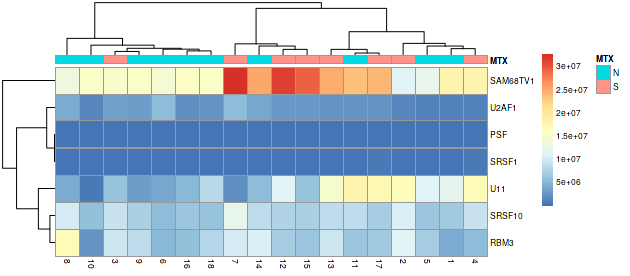 MTX
SAM68TV1
U2AF1
PSF
SRSF1
U11
SRSF10
RBM3
8 10 3 9 6 16 18 7 14 12 15 13 11 17 2 5 1 4
3e+07
2.5e+07
2e+07
1.5e+07
1e+07
5e+06
MTX
N
S